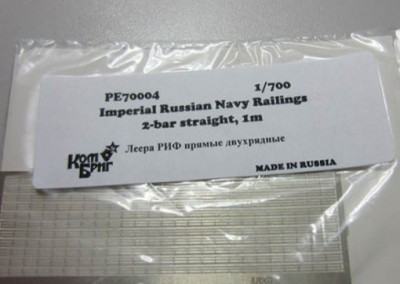 PE70004 1/700
Imperial Russian Navy Railings
2-bar straight, 1m
Леера РИФ прямые двухрядные
Ком
Бриг
MADE IN RUSSIA